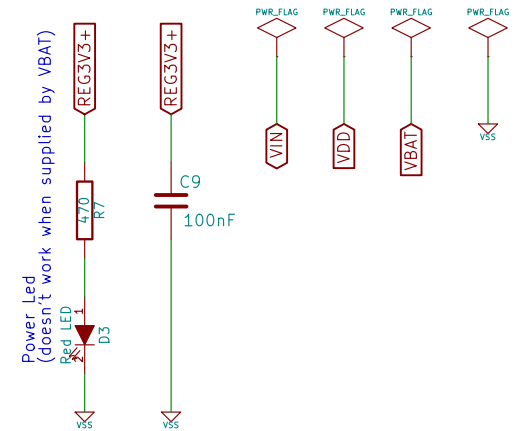 PWR_FLAG
PWR_FLAG
PWR_FLAG
PWR_FLAG
REG3V3+
REG3V3+
VIN
VDD
VBAT
VSS
Power Led
(doesn't work when supplied by VBAT)
470
R7
C9
100nF
Red LED
1
2
D3
VSS
VSS